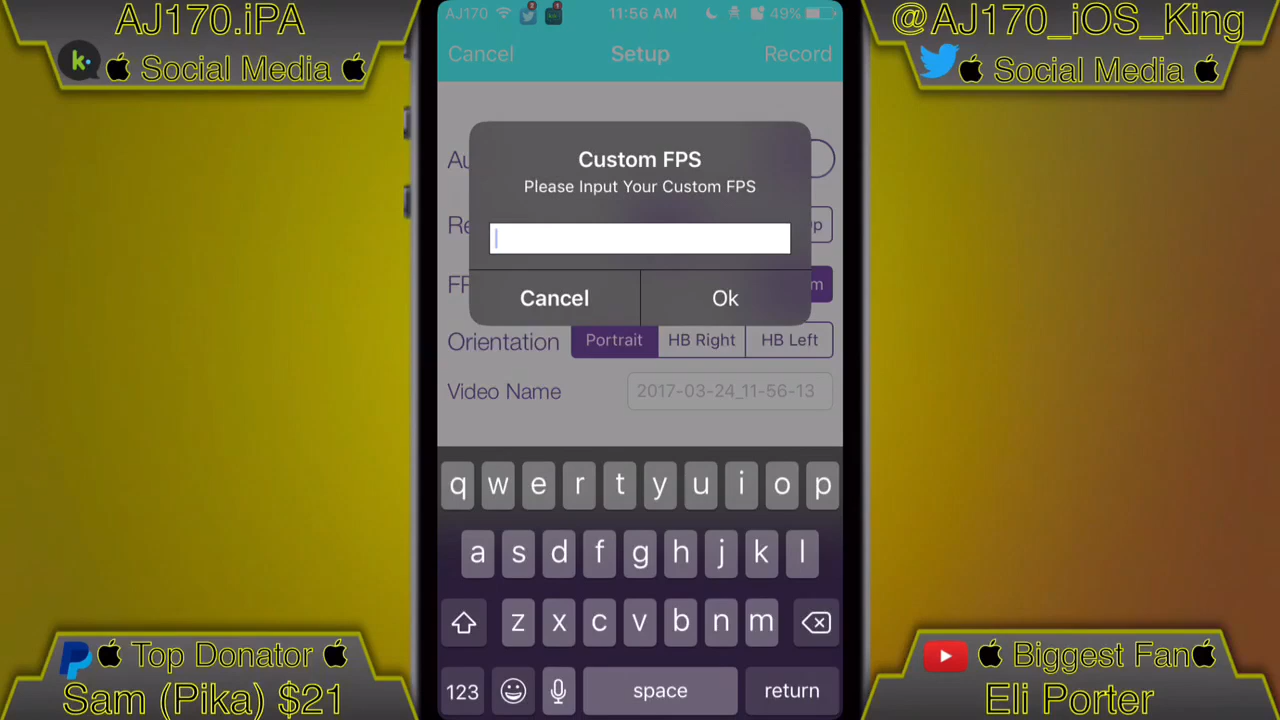 AJ170.iPA
Social Media
@AJ170_iOS_King
Social Media
AJ170 11:56 AM 49%
Cancel Setup Record
Custom FPS
Please Input Your Custom FPS
Cancel Ok
Orientation Portrait HB Right HB Left
Video Name 2017-03-24_11-56-13
q w e r t y u i o p
a s d f g h j k l
z x c v b n m
123 space return
Top Donator
Sam (Pika) $21
Biggest Fan
Eli Porter